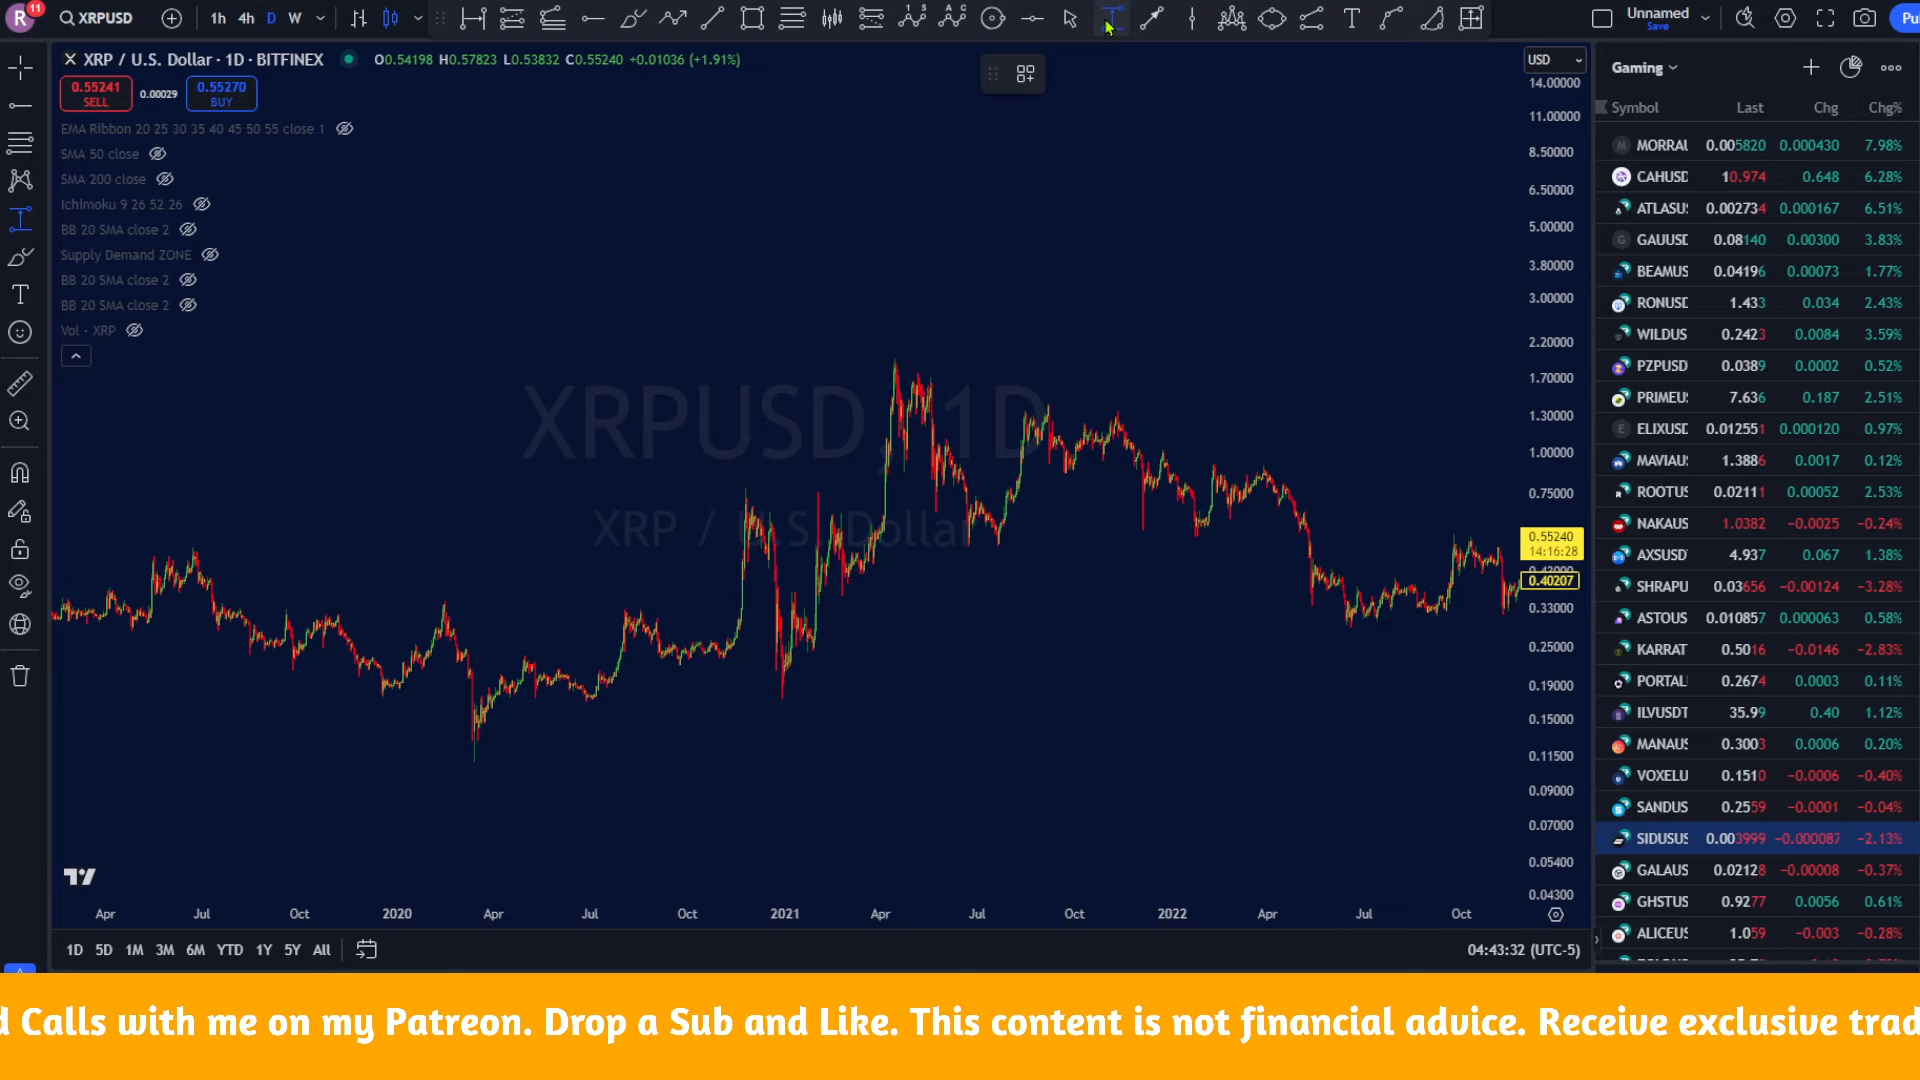 R 11 XRPUSD 1h 4h D W Unnamed Save Pu
XRP / U.S. Dollar · 1D · BITFINEX O0.54198 H0.57823 L0.53832 C0.55240 +0.01036 (+1.91%)
0.55241 SELL 0.00029 0.55270 BUY
EMA Ribbon 20 25 30 35 40 45 50 55 close 1
SMA 50 close
SMA 200 close
Ichimoku 9 26 52 26
BB 20 SMA close 2
Supply Demand ZONE
BB 20 SMA close 2
BB 20 SMA close 2
Vol · XRP
XRPUSD, 1D
XRP / U.S. Dollar
USD
14.00000
11.00000
8.50000
6.50000
5.00000
3.80000
3.00000
2.20000
1.70000
1.30000
1.00000
0.75000
0.55240
14:16:28
0.40207
0.33000
0.25000
0.19000
0.15000
0.11500
0.09000
0.07000
0.05400
0.04300
Apr Jul Oct 2020 Apr Jul Oct 2021 Apr Jul Oct 2022 Apr Jul Oct
1D 5D 1M 3M 6M YTD 1Y 5Y All 04:43:32 (UTC-5)
Gaming
Symbol Last Chg Chg%
MORRAU 0.005820 0.000430 7.98%
CAHUSD 10.974 0.648 6.28%
ATLASU 0.002734 0.000167 6.51%
GAUUSD 0.08140 0.00300 3.83%
BEAMUS 0.04196 0.00073 1.77%
RONUSD 1.433 0.034 2.43%
WILDUS 0.2423 0.0084 3.59%
PZPUSD 0.0389 0.0002 0.52%
PRIMEU 7.636 0.187 2.51%
ELIXUSD 0.012551 0.000120 0.97%
MAVIAU 1.3886 0.0017 0.12%
ROOTUS 0.02111 0.00052 2.53%
NAKAUS 1.0382 −0.0025 −0.24%
AXSUSD 4.937 0.067 1.38%
SHRAPU 0.03656 −0.00124 −3.28%
ASTOUS 0.010857 0.000063 0.58%
KARRAT 0.5016 −0.0146 −2.83%
PORTAL 0.2674 0.0003 0.11%
ILVUSDT 35.99 0.40 1.12%
MANAUS 0.3003 0.0006 0.20%
VOXELU 0.1510 −0.0006 −0.40%
SANDUS 0.2559 −0.0001 −0.04%
SIDUSUS 0.003999 −0.000087 −2.13%
GALAUS 0.02128 −0.00008 −0.37%
GHSTUS 0.9277 0.0056 0.61%
ALICEUS 1.059 −0.003 −0.28%
d Calls with me on my Patreon. Drop a Sub and Like. This content is not financial advice. Receive exclusive trad